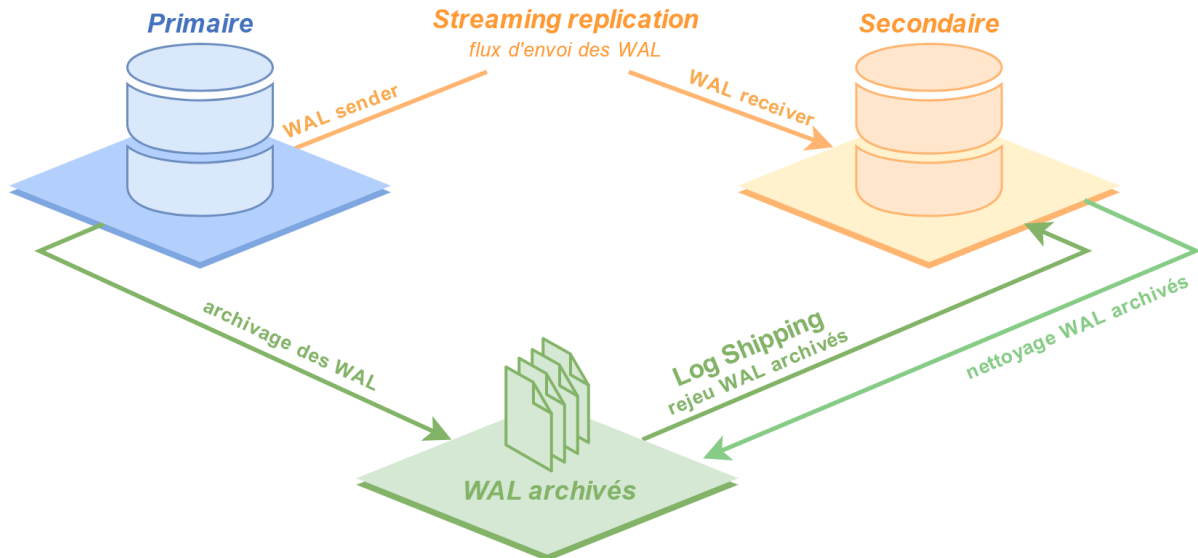 Primaire
Streaming replication
flux d'envoi des WAL
Secondaire
WAL sender
WAL receiver
archivage des WAL
Log Shipping
rejeu WAL archivés
nettoyage WAL archivés
WAL archivés